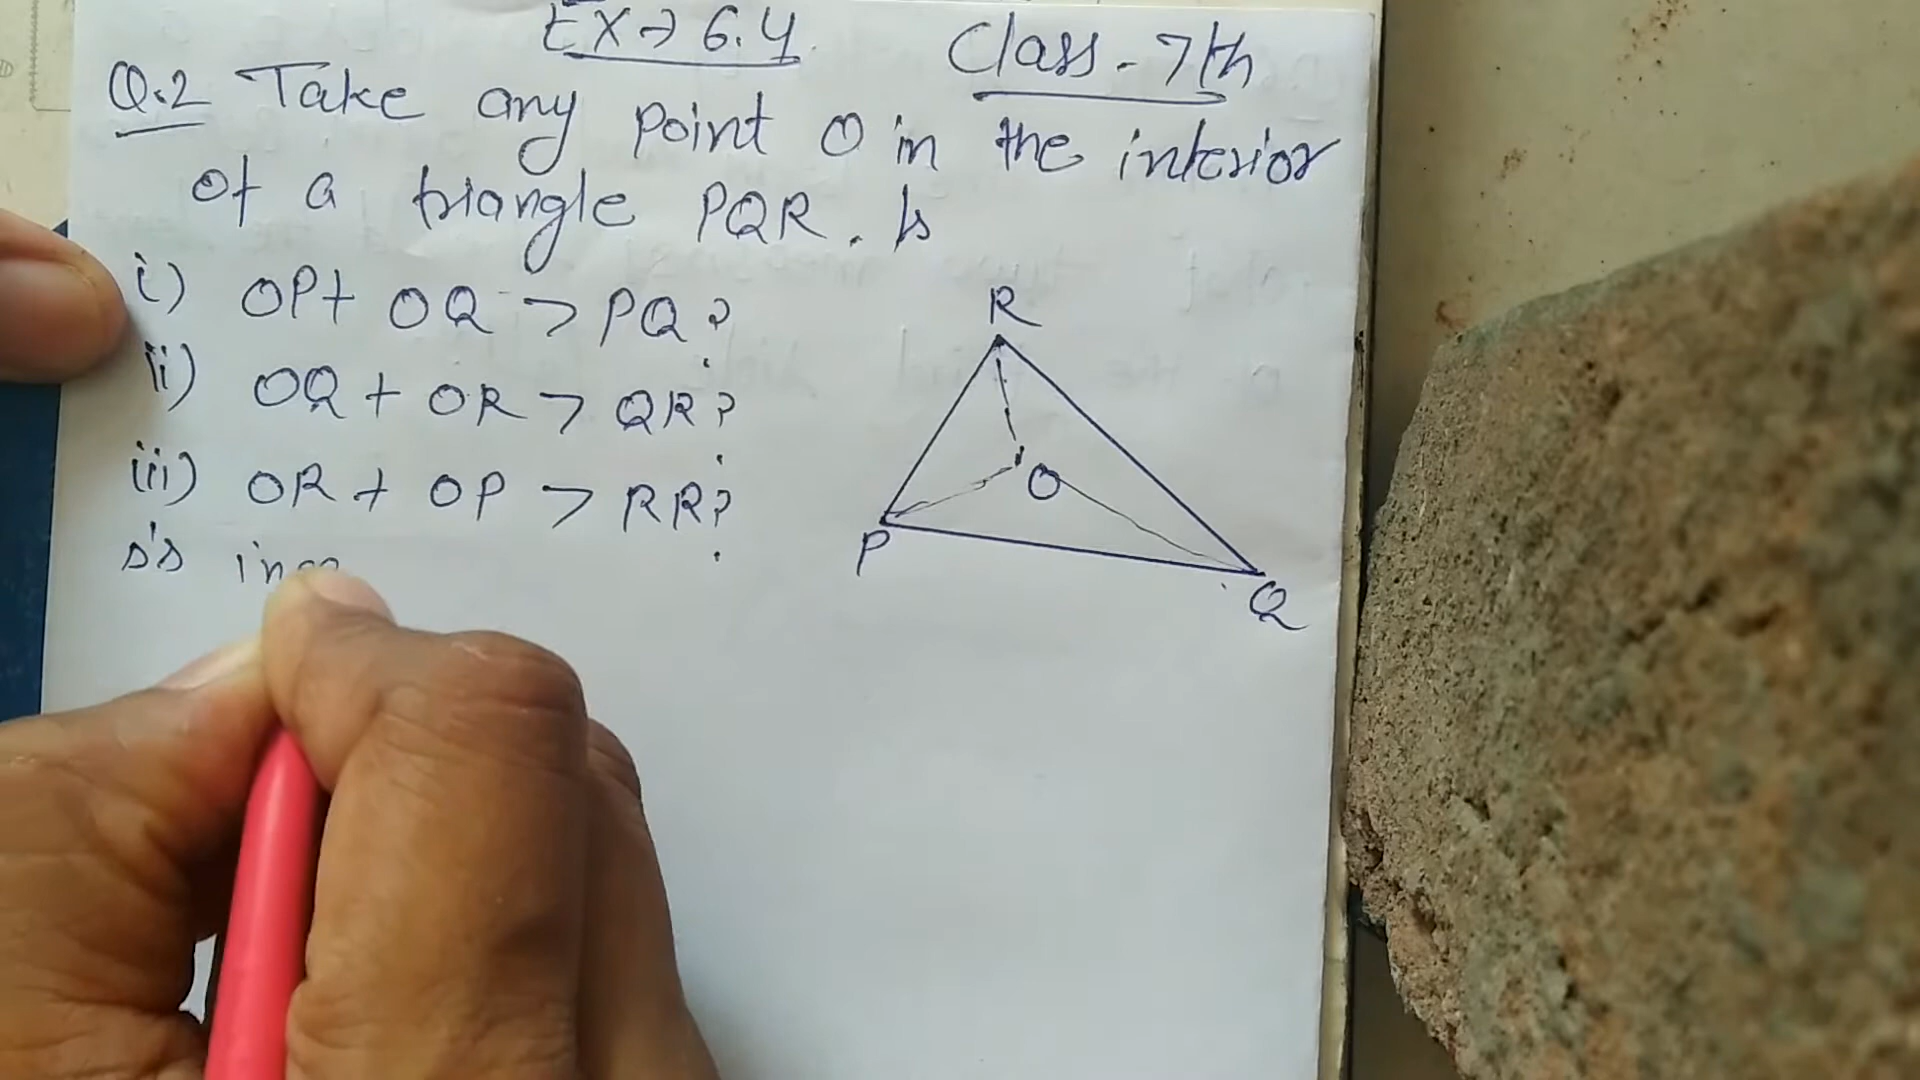 Ex → 6.4 Class - 7th
Q.2 Take any point O in the interior
of a triangle PQR. Is
i) OP + OQ > PQ?
ii) OQ + OR > QR?
iii) OR + OP > RR?
R
O
P
Q